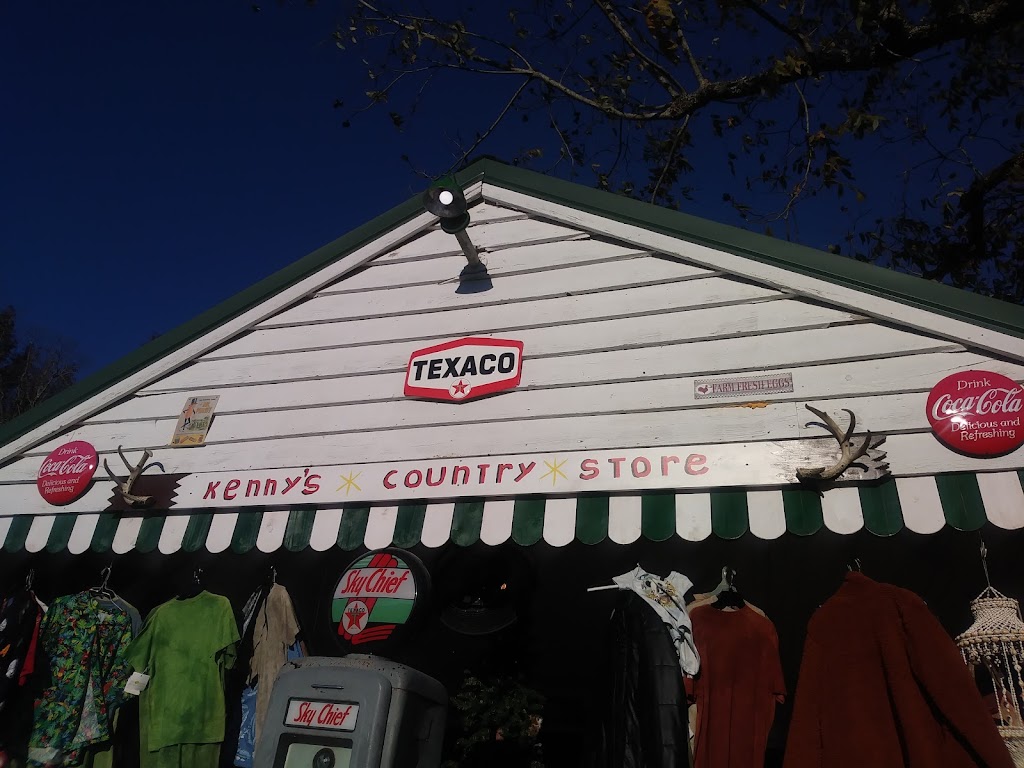 TEXACO
FARM FRESH EGGS
Drink
Coca-Cola
Delicious and
Refreshing
Drink
Coca-Cola
Delicious and
Refreshing
Kenny's COUNTRY STORE
Sky Chief
TEXACO
Sky Chief